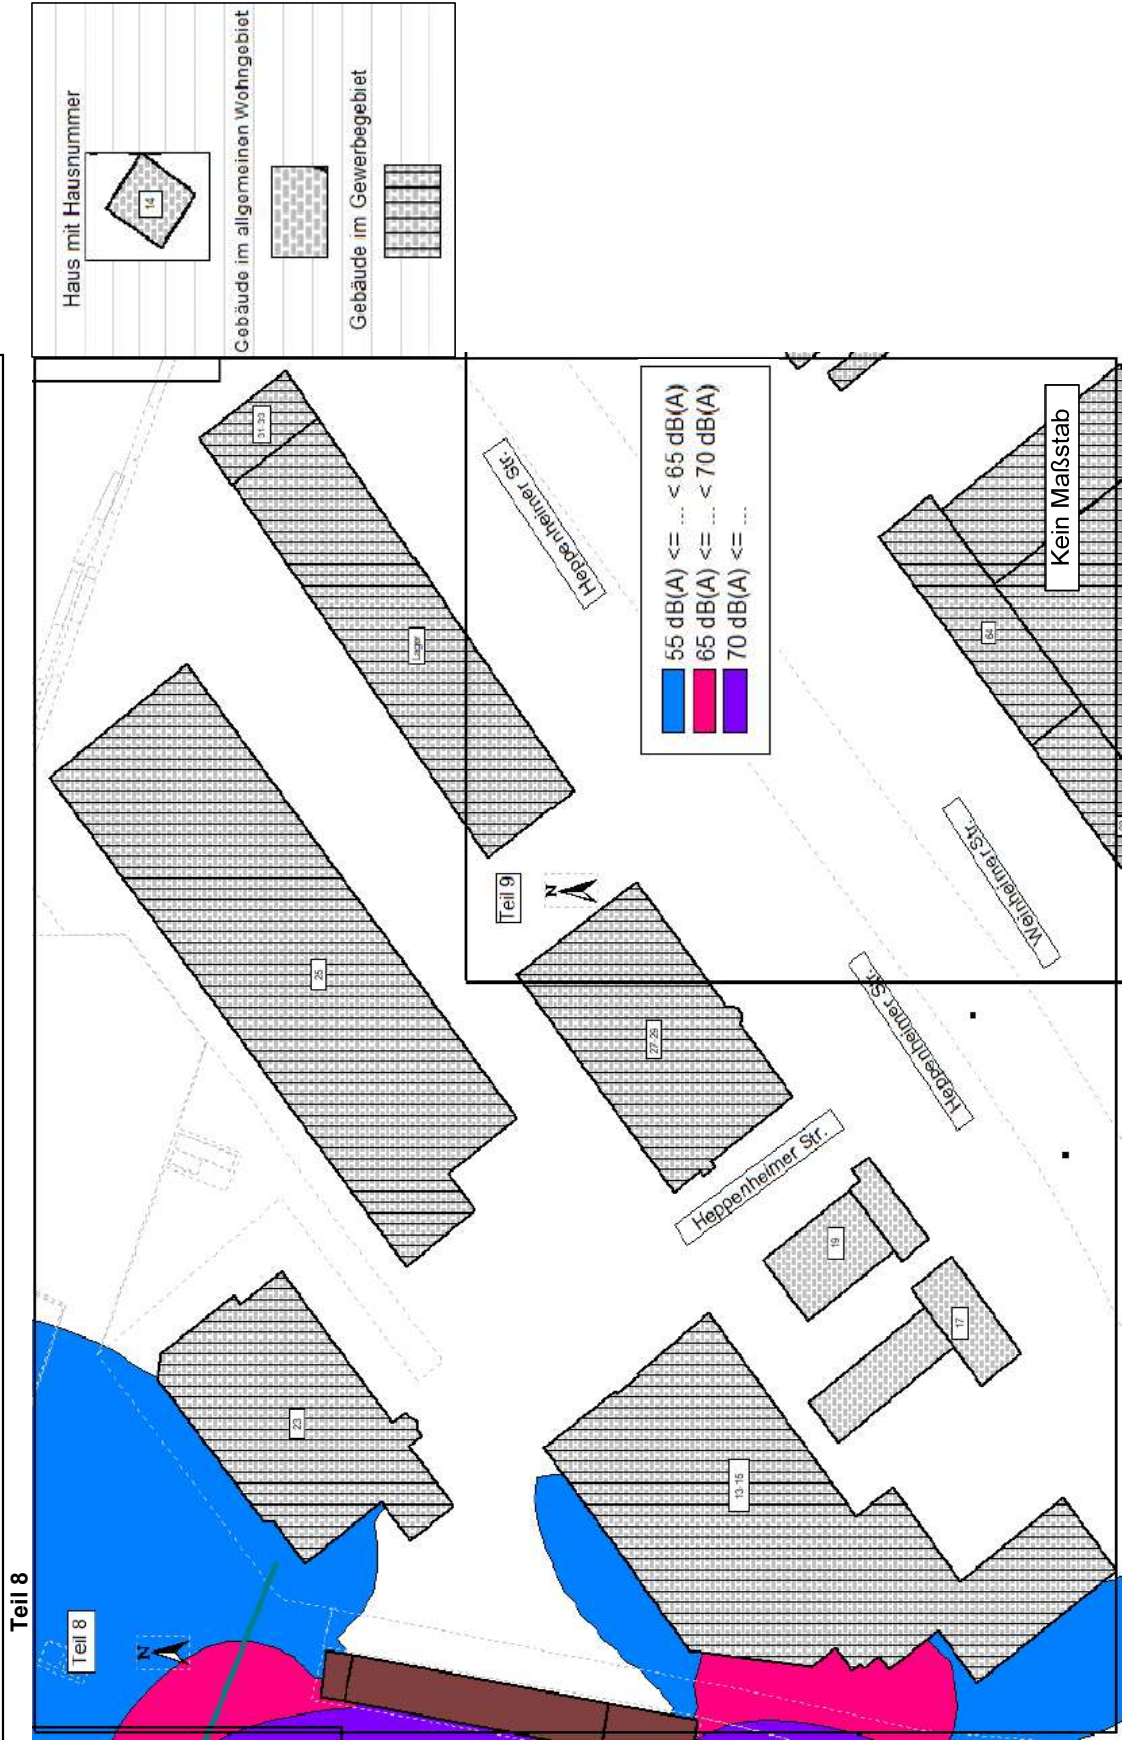 Teil 8
Haus mit Hausnummer
14
Gebäude im allgemeinen Wohngebiet
Gebäude im Gewerbegebiet
31-33
Lager
Heppenheimer Str.
55 dB(A) <= ... < 65 dB(A)
65 dB(A) <= ... < 70 dB(A)
70 dB(A) <= ...
Kein Maßstab
64
25
Teil 9
N
27-29
Weinheimer Str.
Heppenheimer Str.
Heppenheimer Str.
19
17
23
13-15
Teil 8
N